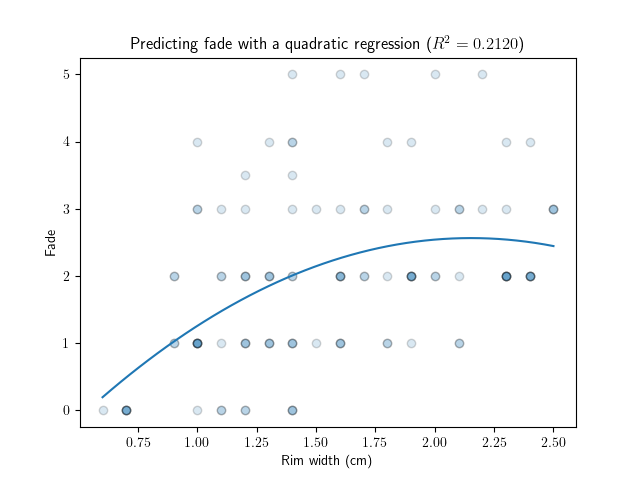 Predicting fade with a quadratic regression ($R^2 = 0.2120$)
5
4
3
2
1
0
Fade
0.75 1.00 1.25 1.50 1.75 2.00 2.25 2.50
Rim width (cm)